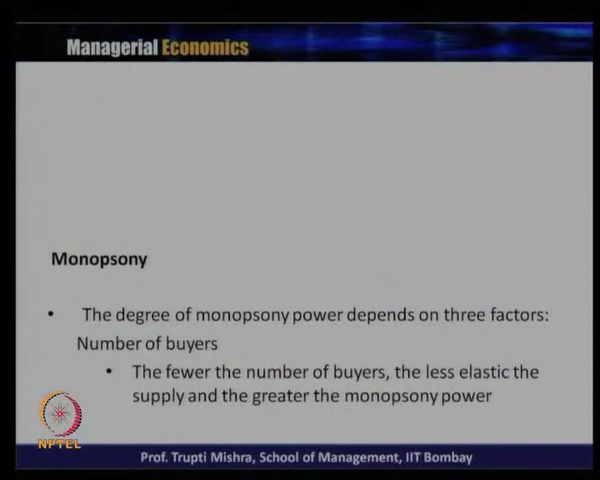 Managerial Economics
Monopsony
• The degree of monopsony power depends on three factors:
Number of buyers
• The fewer the number of buyers, the less elastic the
supply and the greater the monopsony power
NPTEL
Prof. Trupti Mishra, School of Management, IIT Bombay